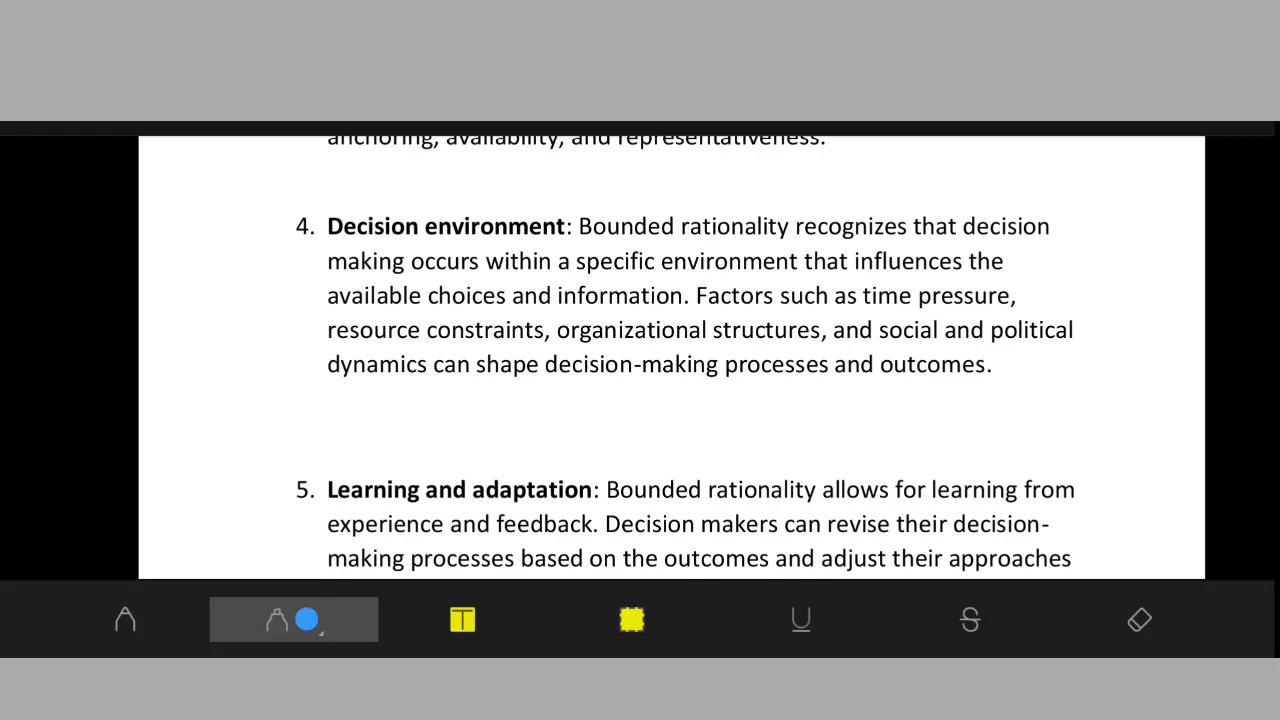 anchoring, availability, and representativeness.
4. Decision environment: Bounded rationality recognizes that decision
making occurs within a specific environment that influences the
available choices and information. Factors such as time pressure,
resource constraints, organizational structures, and social and political
dynamics can shape decision-making processes and outcomes.
5. Learning and adaptation: Bounded rationality allows for learning from
experience and feedback. Decision makers can revise their decision-
making processes based on the outcomes and adjust their approaches
T U S